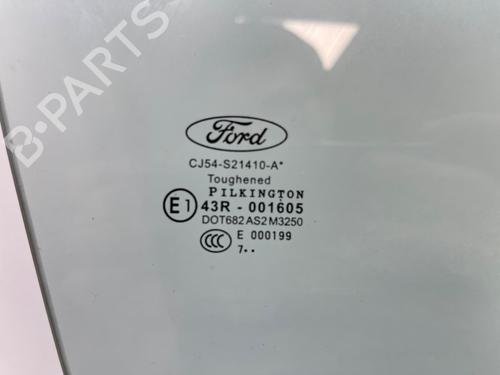 B-PARTS
Ford
CJ54-S21410-A*
Toughened
PILKINGTON
E1 43R - 001605
DOT682 AS2 M3250
CCC E 000199
7··